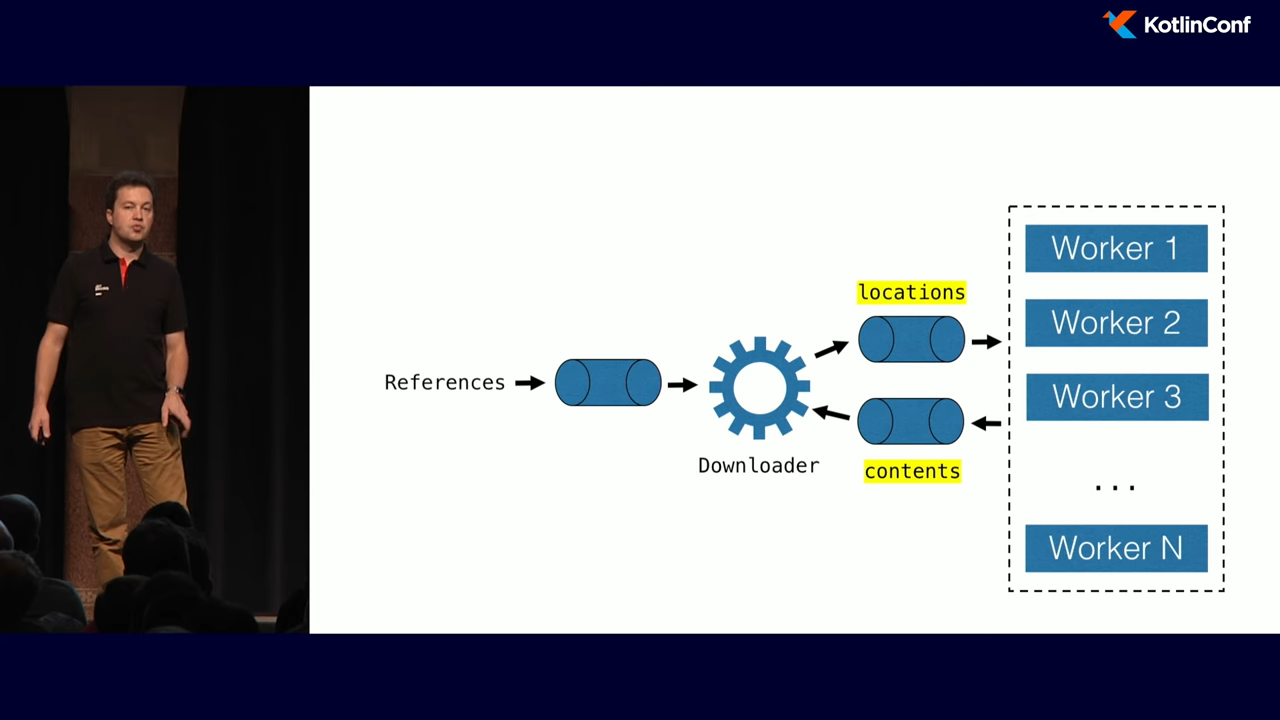 KotlinConf
locations
Worker 1
Worker 2
References
Worker 3
Downloader
contents
...
Worker N